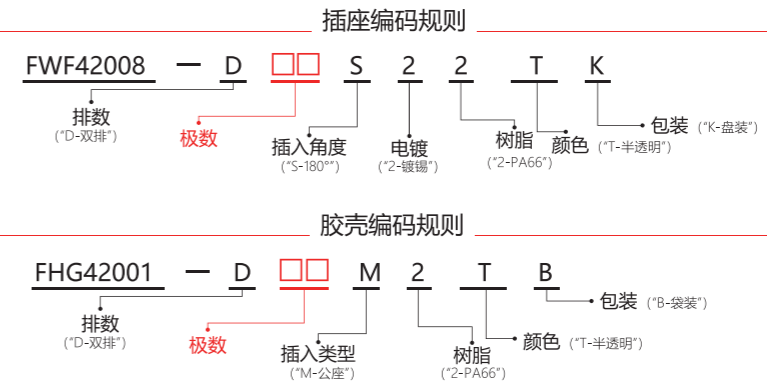 插座编码规则
FWF42008 — D □□ S 2 2 T K
排数
("D-双排")
极数
插入角度
("S-180°")
电镀
("2-镀锡")
树脂
("2-PA66")
颜色 ("T-半透明")
包装 ("K-盘装")
胶壳编码规则
FHG42001 — D □□ M 2 T B
排数
("D-双排")
极数
插入类型
("M-公座")
树脂
("2-PA66")
颜色 ("T-半透明")
包装 ("B-袋装")